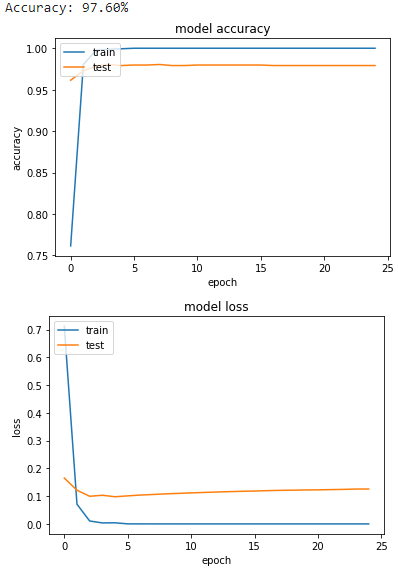 Accuracy: 97.60%
model accuracy
train
test
1.00
0.95
0.90
0.85
0.80
0.75
accuracy
0 5 10 15 20 25
epoch
model loss
train
test
0.7
0.6
0.5
0.4
0.3
0.2
0.1
0.0
loss
0 5 10 15 20 25
epoch